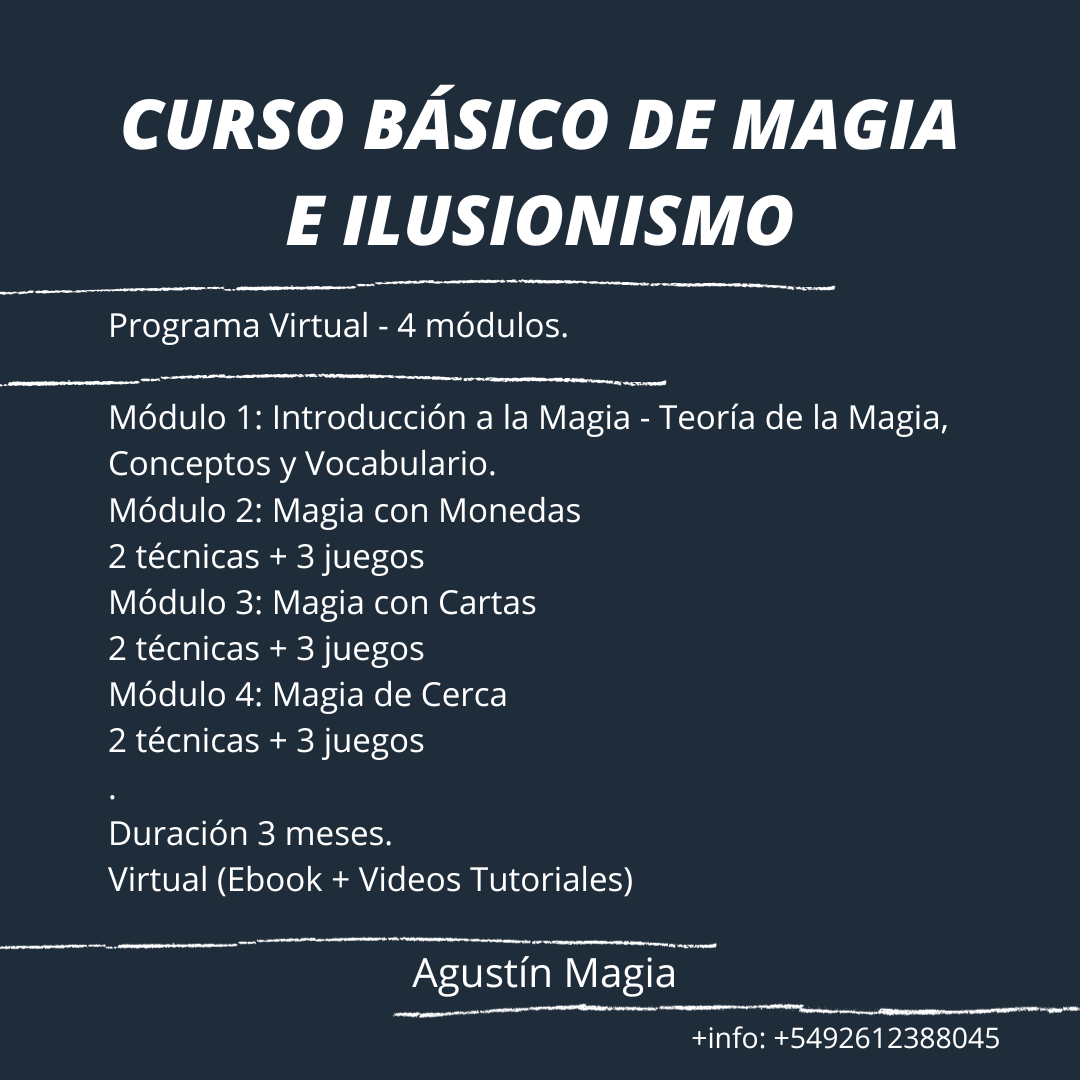 CURSO BÁSICO DE MAGIA
E ILUSIONISMO
Programa Virtual - 4 módulos.
Módulo 1: Introducción a la Magia - Teoría de la Magia,
Conceptos y Vocabulario.
Módulo 2: Magia con Monedas
2 técnicas + 3 juegos
Módulo 3: Magia con Cartas
2 técnicas + 3 juegos
Módulo 4: Magia de Cerca
2 técnicas + 3 juegos
.
Duración 3 meses.
Virtual (Ebook + Videos Tutoriales)
Agustín Magia
+info: +5492612388045